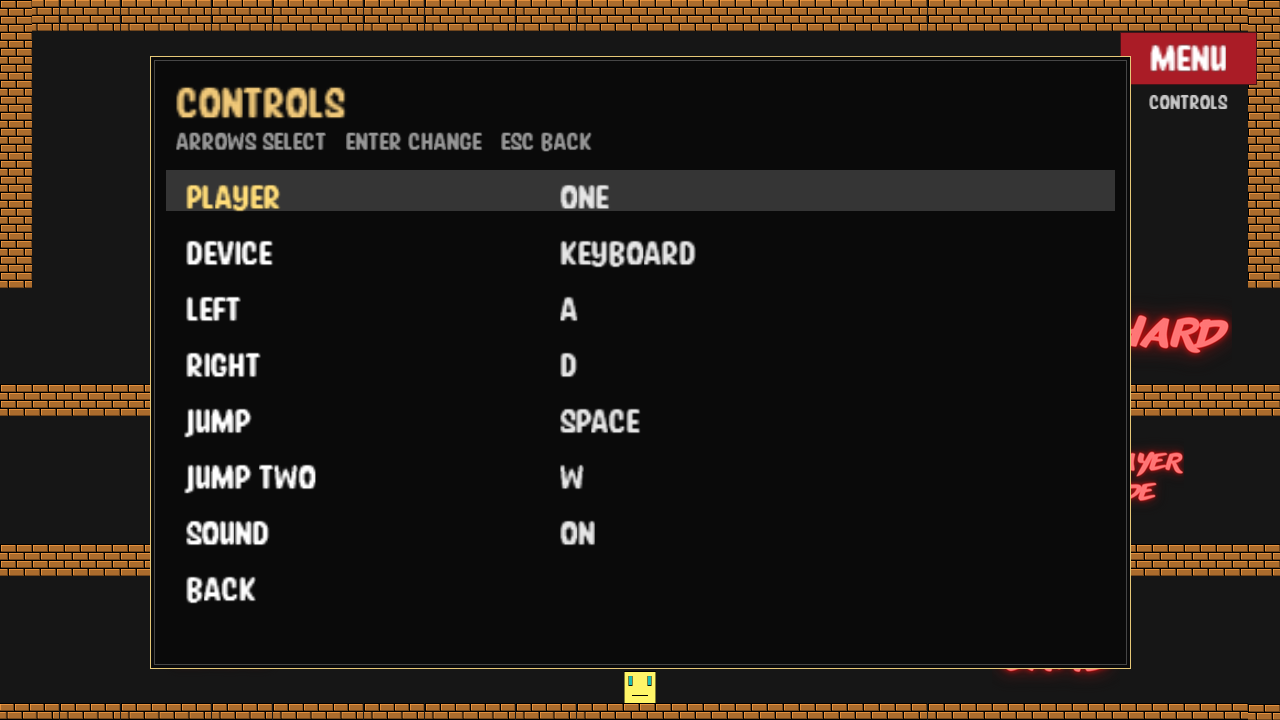 MENU
CONTROLS
CONTROLS
ARROWS SELECT ENTER CHANGE ESC BACK
PLAYER ONE
DEVICE KEYBOARD
LEFT A
RIGHT D
JUMP SPACE
JUMP TWO W
SOUND ON
BACK